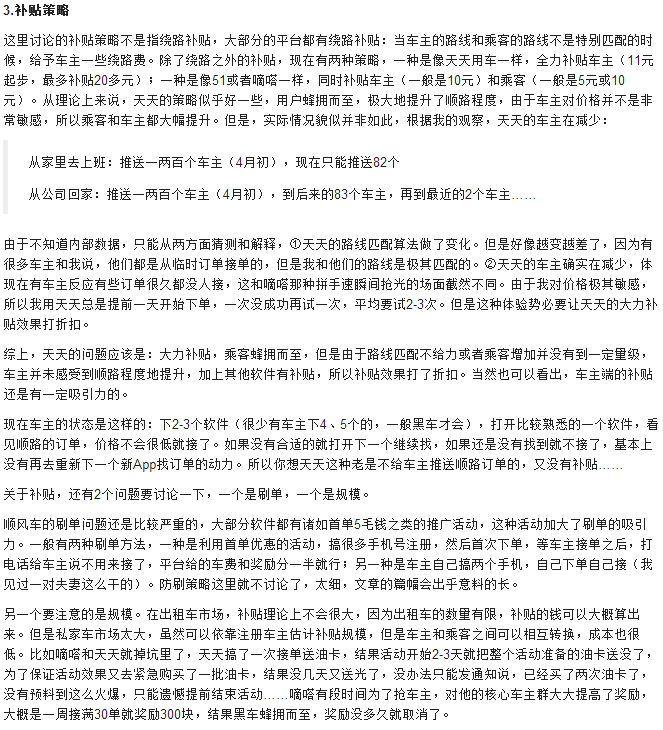 3.补贴策略
这里讨论的补贴策略不是指绕路补贴，大部分的平台都有绕路补贴：当车主的路线和乘客的路线不是特别匹配的时
候，给予车主一些绕路费。除了绕路之外的补贴，现在有两种策略，一种是像天天用车一样，全力补贴车主（11元
起步，最多补贴20多元）；一种是像51或者嘀嗒一样，同时补贴车主（一般是10元）和乘客（一般是5元或10
元）。从理论上来说，天天的策略似乎好一些，用户蜂拥而至，极大地提升了顺路程度，由于车主对价格并不是非
常敏感，所以乘客和车主都大幅提升。但是，实际情况貌似并非如此，根据我的观察，天天的车主在减少：
从家里去上班：推送一两百个车主（4月初），现在只能推送82个
从公司回家：推送一两百个车主（4月初），到后来的83个车主，再到最近的2个车主……
由于不知道内部数据，只能从两方面猜测和解释，①天天的路线匹配算法做了变化。但是好像越变越差了，因为有
很多车主和我说，他们都是从临时订单接单的，但是我和他们的路线是极其匹配的。②天天的车主确实在减少，体
现在有车主反应有些订单很久都没人接，这和嘀嗒那种拼手速瞬间抢光的场面截然不同。由于我对价格极其敏感，
所以我用天天总是提前一天开始下单，一次没成功再试一次，平均要试2-3次。但是这种体验势必要让天天的大力补
贴效果打折扣。
综上，天天的问题应该是：大力补贴，乘客蜂拥而至，但是由于路线匹配不给力或者乘客增加并没有到一定量级，
车主并未感受到顺路程度地提升，加上其他软件有补贴，所以补贴效果打了折扣。当然也可以看出，车主端的补贴
还是有一定吸引力的。
现在车主的状态是这样的：下2-3个软件（很少有车主下4、5个的，一般黑车才会），打开比较熟悉的一个软件，看
见顺路的订单，价格不会很低就接了。如果没有合适的就打开下一个继续找，如果还是没有找到就不接了，基本上
没有再去重新下一个新App找订单的动力。所以你想天天这种老是不给车主推送顺路订单的，又没有补贴……
关于补贴，还有2个问题要讨论一下，一个是刷单，一个是规模。
顺风车的刷单问题还是比较严重的，大部分软件都有诸如首单5毛钱之类的推广活动，这种活动加大了刷单的吸引
力。一般有两种刷单方法，一种是利用首单优惠的活动，搞很多手机号注册，然后首次下单，等车主接单之后，打
电话给车主说不用来接了，平台给的车费和奖励分一半就行；另一种是车主自己搞两个手机，自己下单自己接（我
见过一对夫妻这么干的）。防刷策略这里就不讨论了，太细，文章的篇幅会出乎意料的长。
另一个要注意的是规模。在出租车市场，补贴理论上不会很大，因为出租车的数量有限，补贴的钱可以大概算出
来。但是私家车市场太大，虽然可以依靠注册车主估计补贴规模，但是车主和乘客之间可以相互转换，成本也很
低。比如嘀嗒和天天就掉坑里了，天天搞了一次接单送油卡，结果活动开始2-3天就把整个活动准备的油卡送没了，
为了保证活动效果又去紧急购买了一批油卡，结果没几天又送光了，没办法只能发通知说，已经买了两次油卡了，
没有预料到这么火爆，只能遗憾提前结束活动……嘀嗒有段时间为了抢车主，对他的核心车主群大大提高了奖励，
大概是一周接满30单就奖励300块，结果黑车蜂拥而至，奖励没多久就取消了。